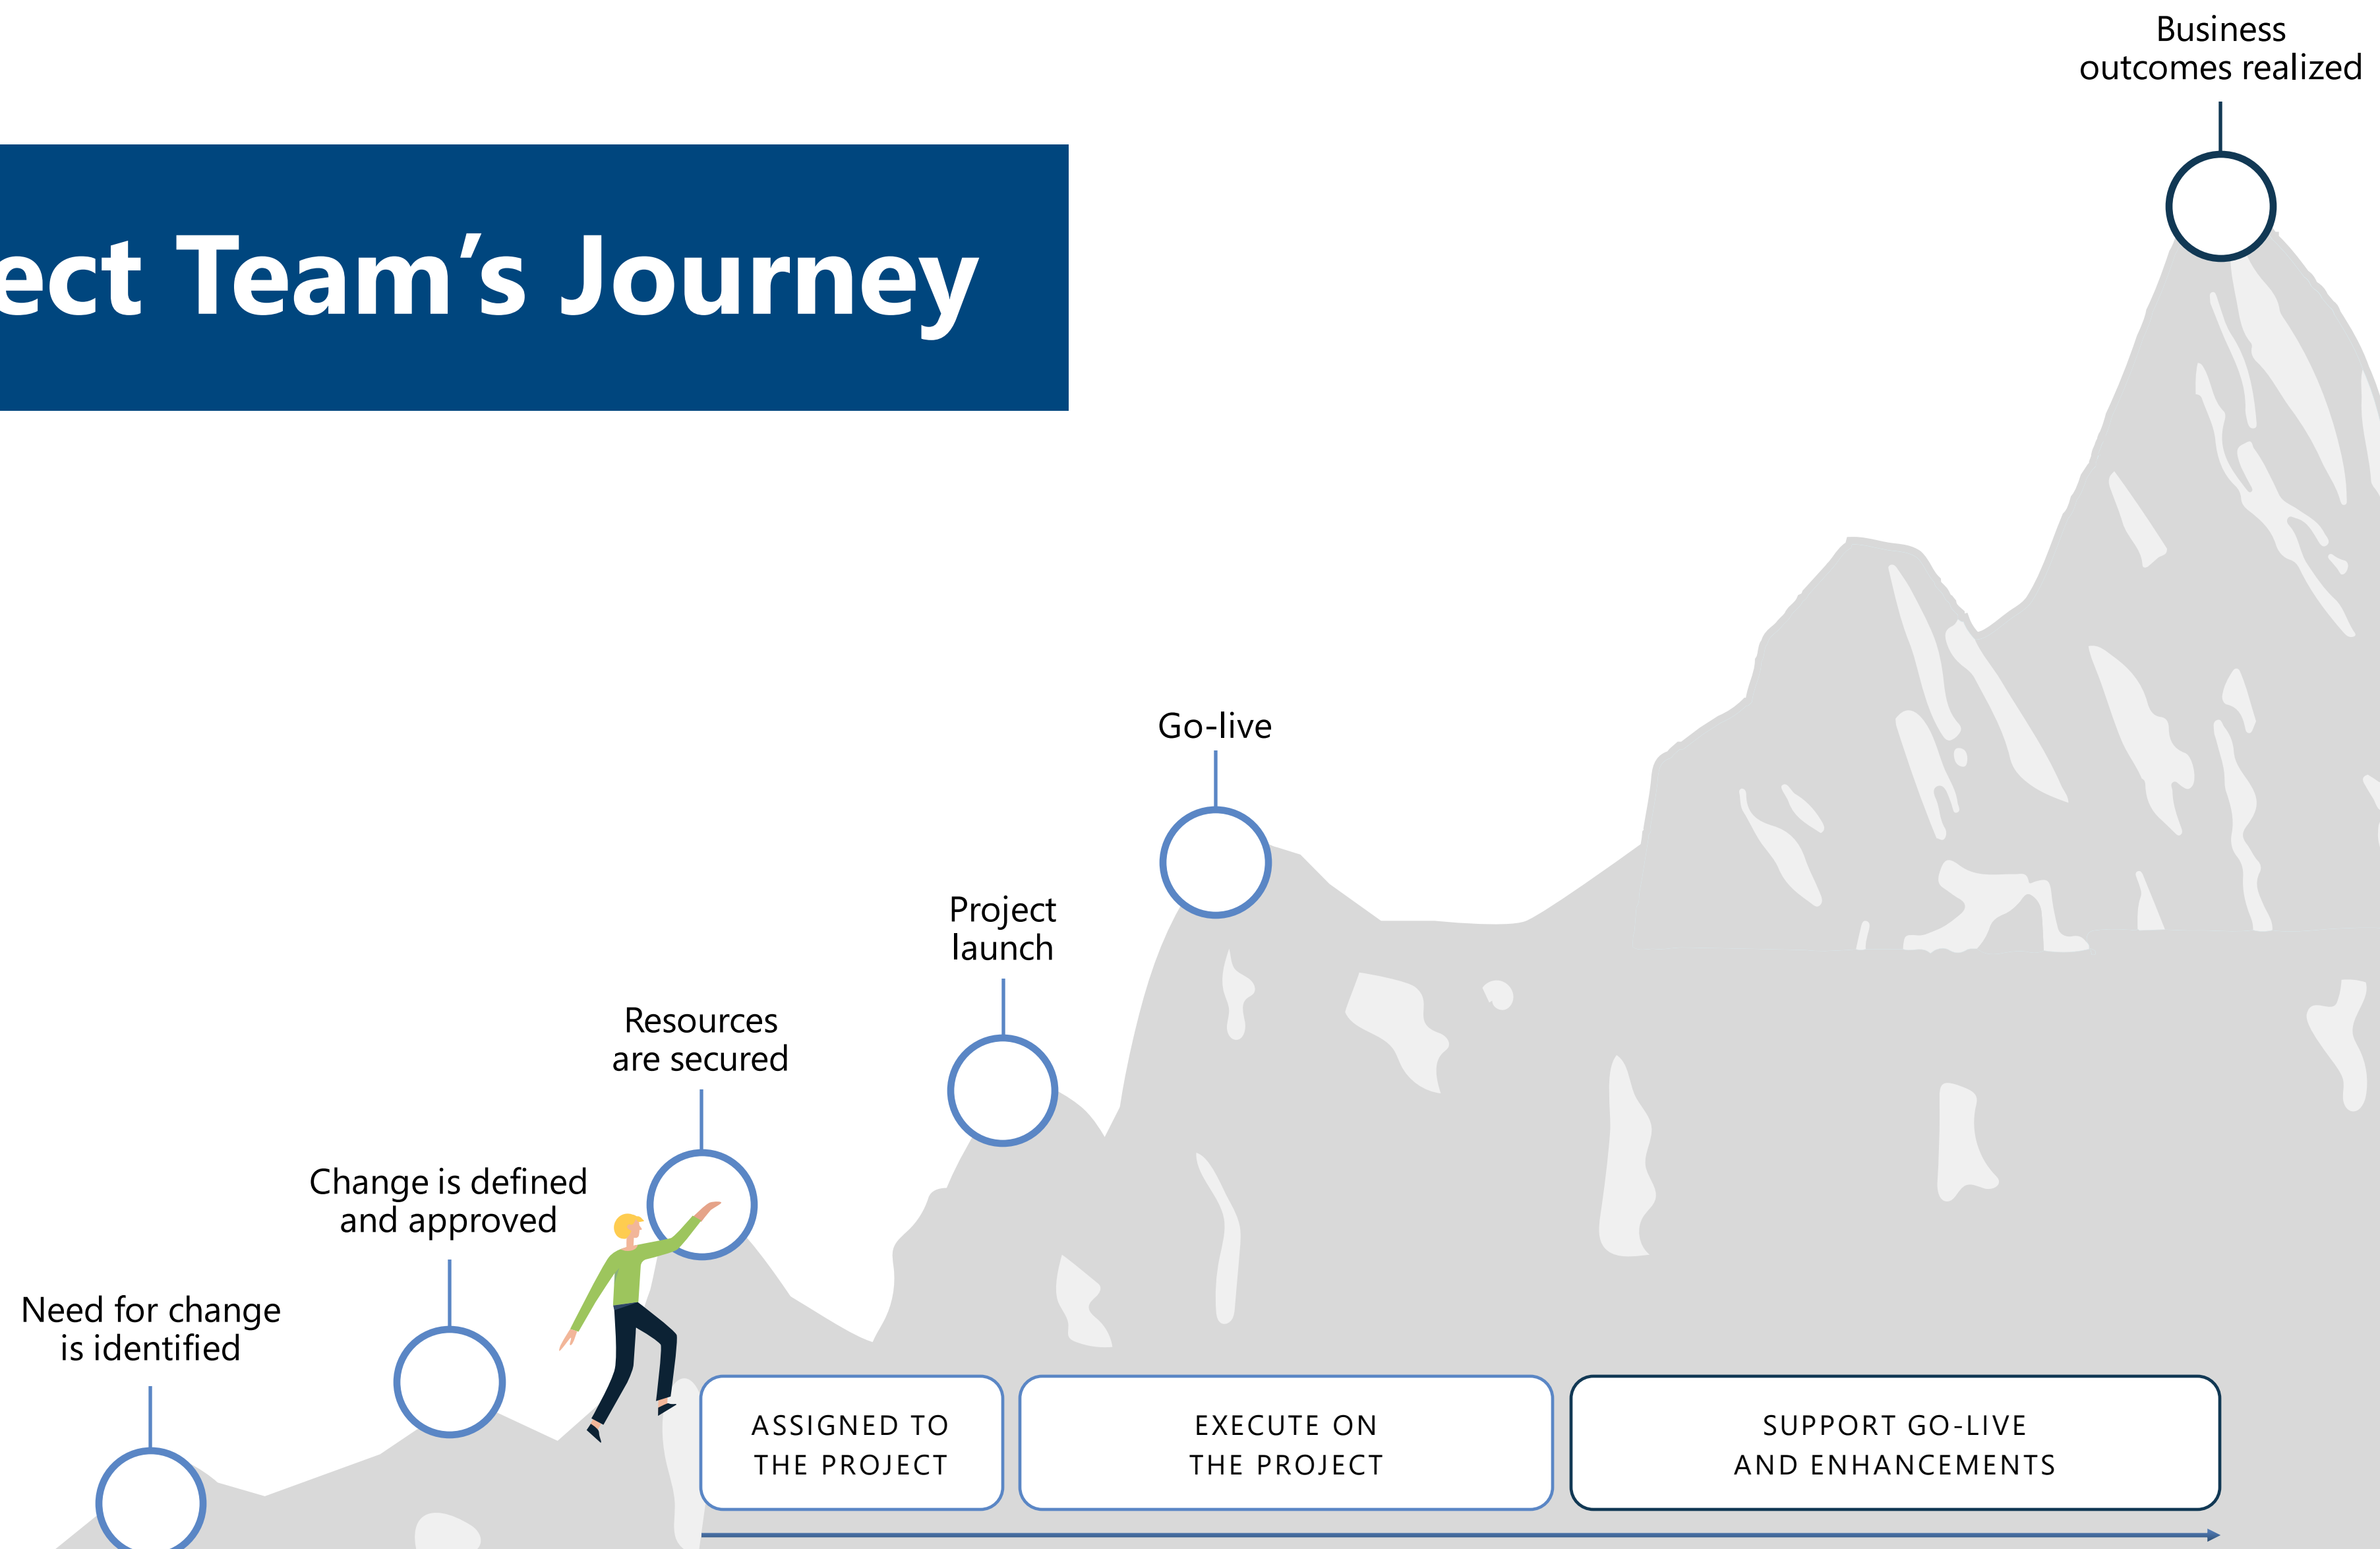 Business
outcomes realized
ect Team’s Journey
Go-live
Project
launch
Resources
are secured
Change is defined
and approved
Need for change
is identified
ASSIGNED TO
THE PROJECT
EXECUTE ON
THE PROJECT
SUPPORT GO-LIVE
AND ENHANCEMENTS